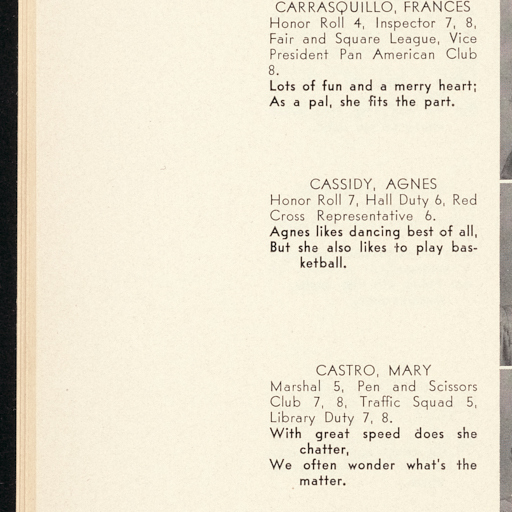 CARRASQUILLO, FRANCES
Honor Roll 4, Inspector 7, 8,
Fair and Square League, Vice
President Pan American Club
8.
Lots of fun and a merry heart;
As a pal, she fits the part.
CASSIDY, AGNES
Honor Roll 7, Hall Duty 6, Red
Cross Representative 6.
Agnes likes dancing best of all,
But she also likes to play bas-
ketball.
CASTRO, MARY
Marshal 5, Pen and Scissors
Club 7, 8, Traffic Squad 5,
Library Duty 7, 8.
With great speed does she
chatter,
We often wonder what's the
matter.